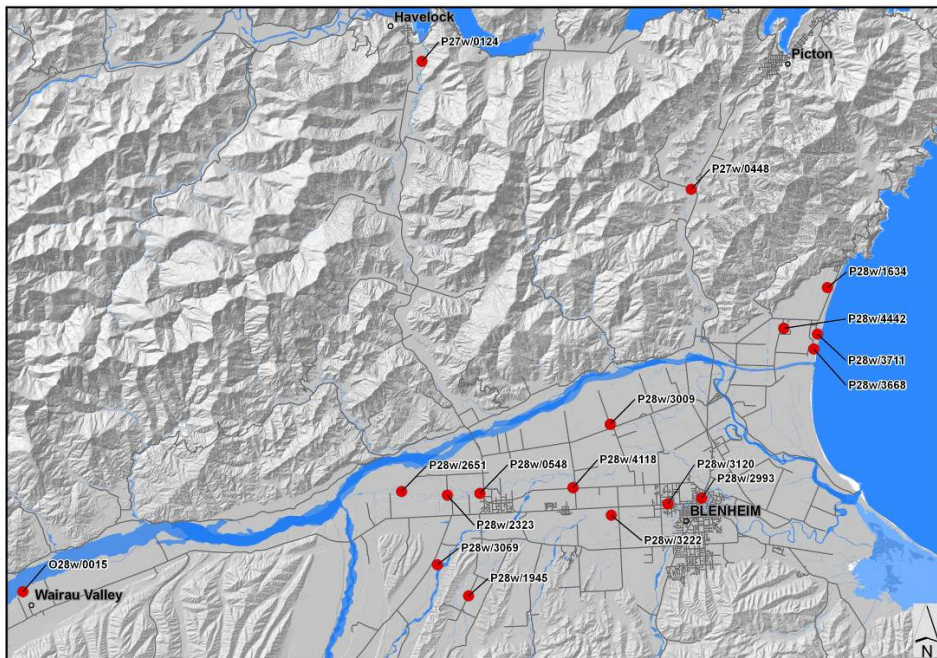 Havelock
P27w/0124
Picton
P27w/0448
P28w/1634
P28w/4442
P28w/3711
P28w/3668
P28w/3009
P28w/2651
P28w/0548
P28w/4118
P28w/3120
P28w/2993
BLENHEIM
P28w/2323
P28w/3222
P28w/3069
O28w/0015
Wairau Valley
P28w/1945
N